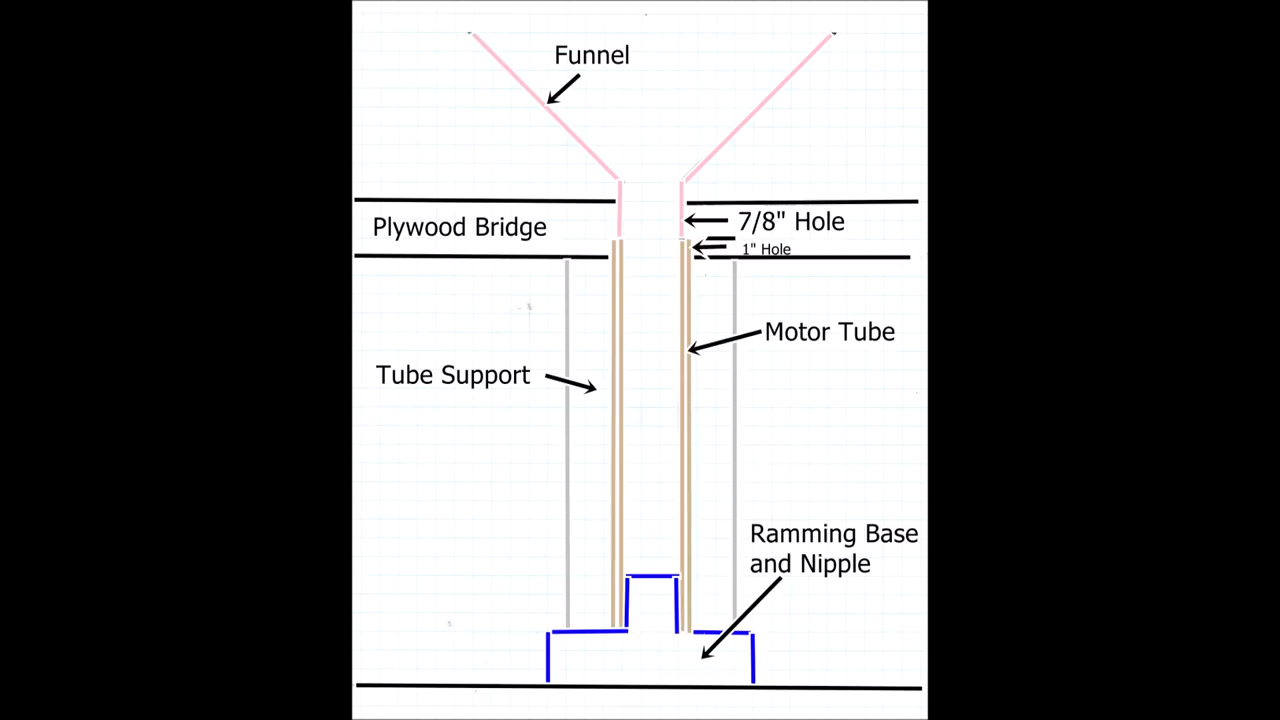 Funnel
Plywood Bridge
7/8" Hole
1" Hole
Motor Tube
Tube Support
Ramming Base
and Nipple